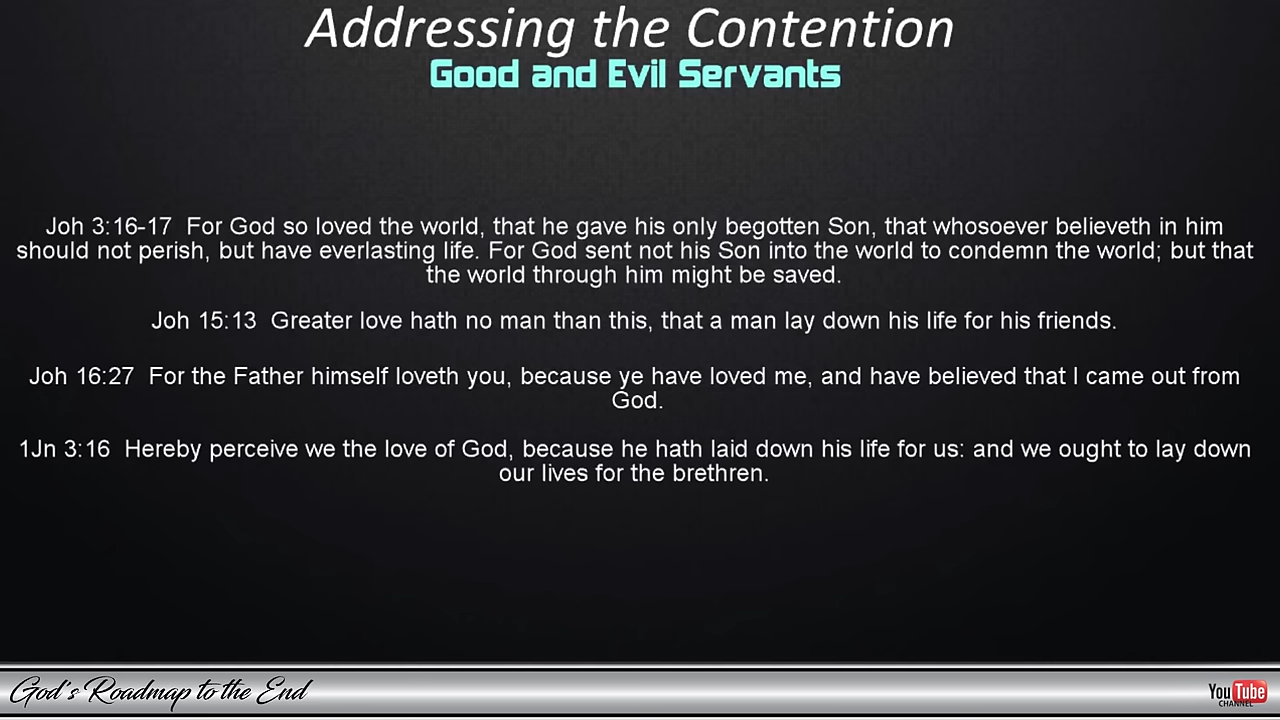 Addressing the Contention
Good and Evil Servants
Joh 3:16-17  For God so loved the world, that he gave his only begotten Son, that whosoever believeth in him
should not perish, but have everlasting life. For God sent not his Son into the world to condemn the world; but that
the world through him might be saved.
Joh 15:13  Greater love hath no man than this, that a man lay down his life for his friends.
Joh 16:27  For the Father himself loveth you, because ye have loved me, and have believed that I came out from
God.
1Jn 3:16  Hereby perceive we the love of God, because he hath laid down his life for us: and we ought to lay down
our lives for the brethren.
God's Roadmap to the End
YouTube
CHANNEL